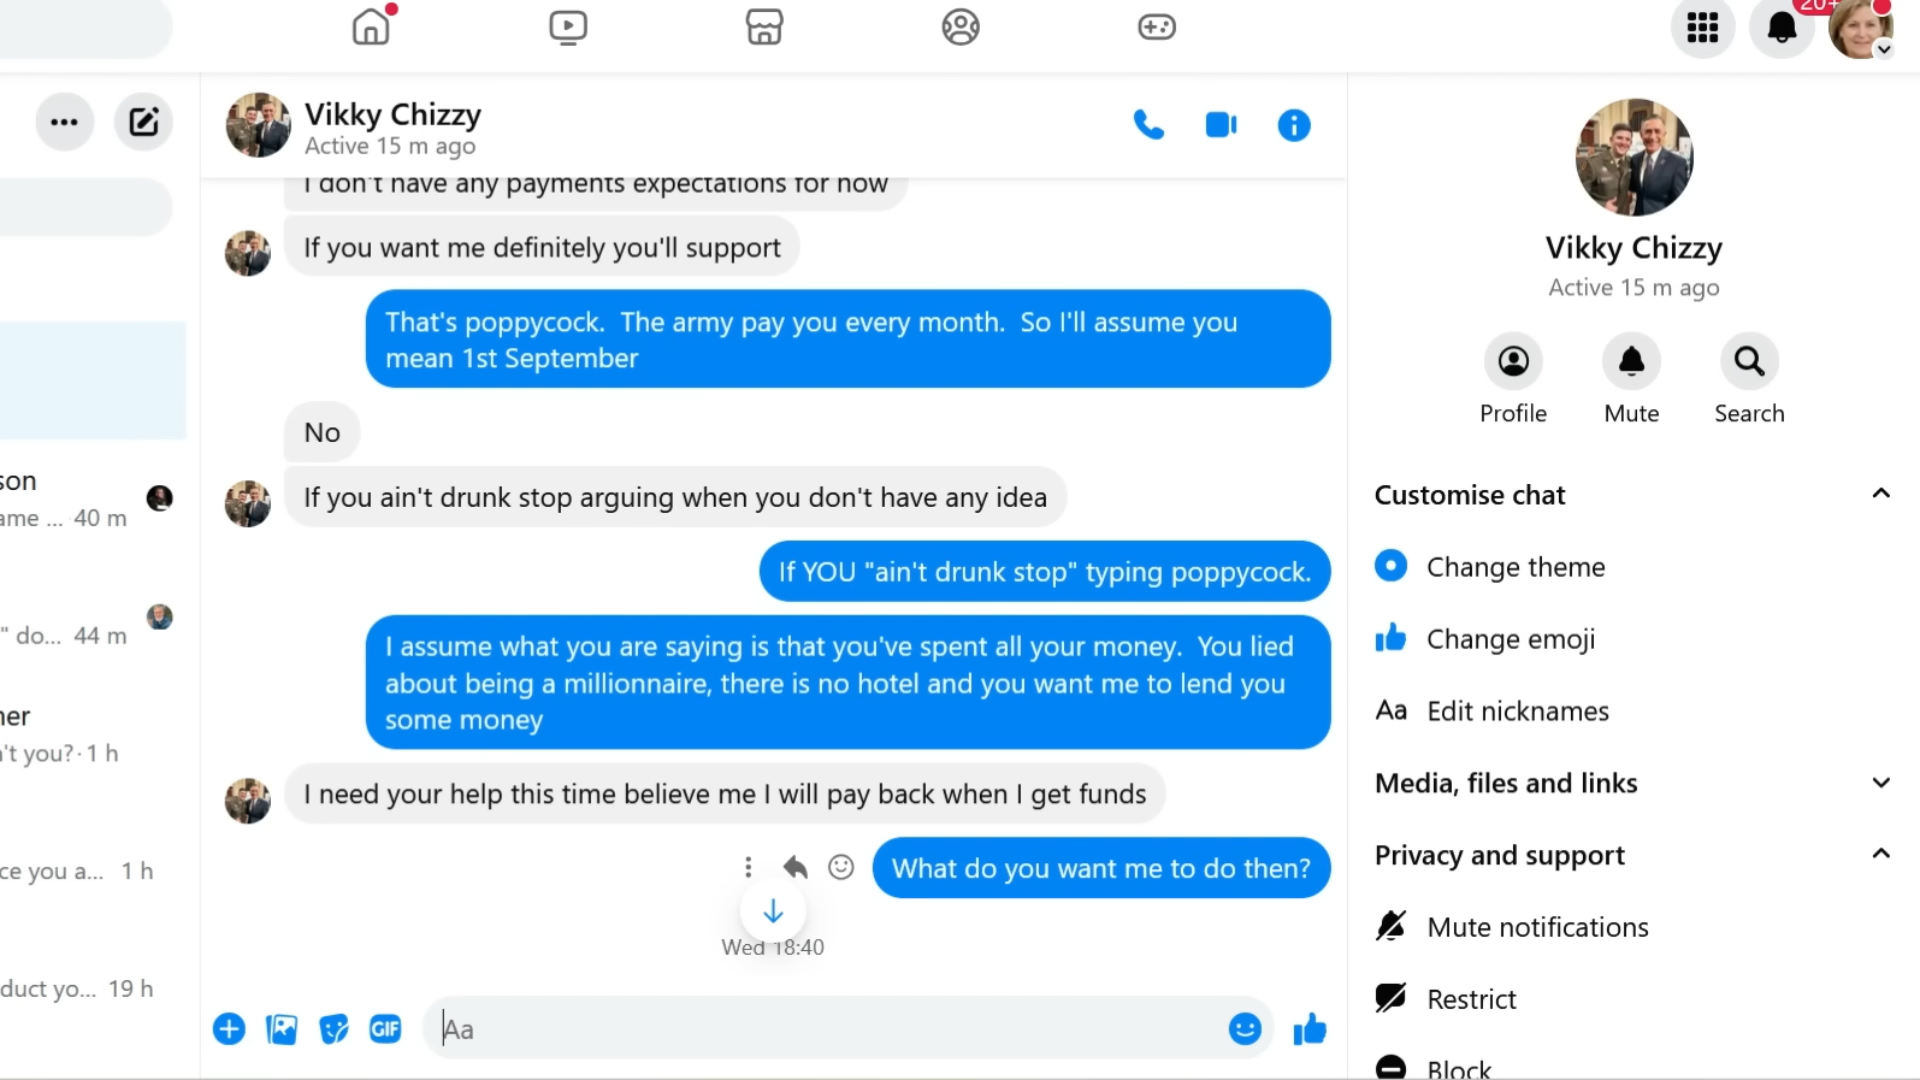 20+
Vikky Chizzy
Active 15 m ago
I don't have any payments expectations for now
If you want me definitely you'll support
That's poppycock. The army pay you every month. So I'll assume you
mean 1st September
No
If you ain't drunk stop arguing when you don't have any idea
If YOU "ain't drunk stop" typing poppycock.
I assume what you are saying is that you've spent all your money. You lied
about being a millionnaire, there is no hotel and you want me to lend you
some money
I need your help this time believe me I will pay back when I get funds
What do you want me to do then?
Wed 18:40
GIF
Aa
son
ame ... 40 m
" do... 44 m
her
't you? · 1 h
ce you a... 1 h
duct yo... 19 h
Vikky Chizzy
Active 15 m ago
Profile
Mute
Search
Customise chat
Change theme
Change emoji
Aa Edit nicknames
Media, files and links
Privacy and support
Mute notifications
Restrict
Block